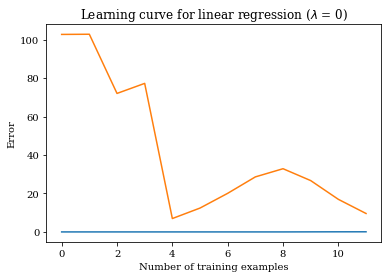 Learning curve for linear regression (λ = 0)
100
80
60
40
20
0
Error
0 2 4 6 8 10
Number of training examples